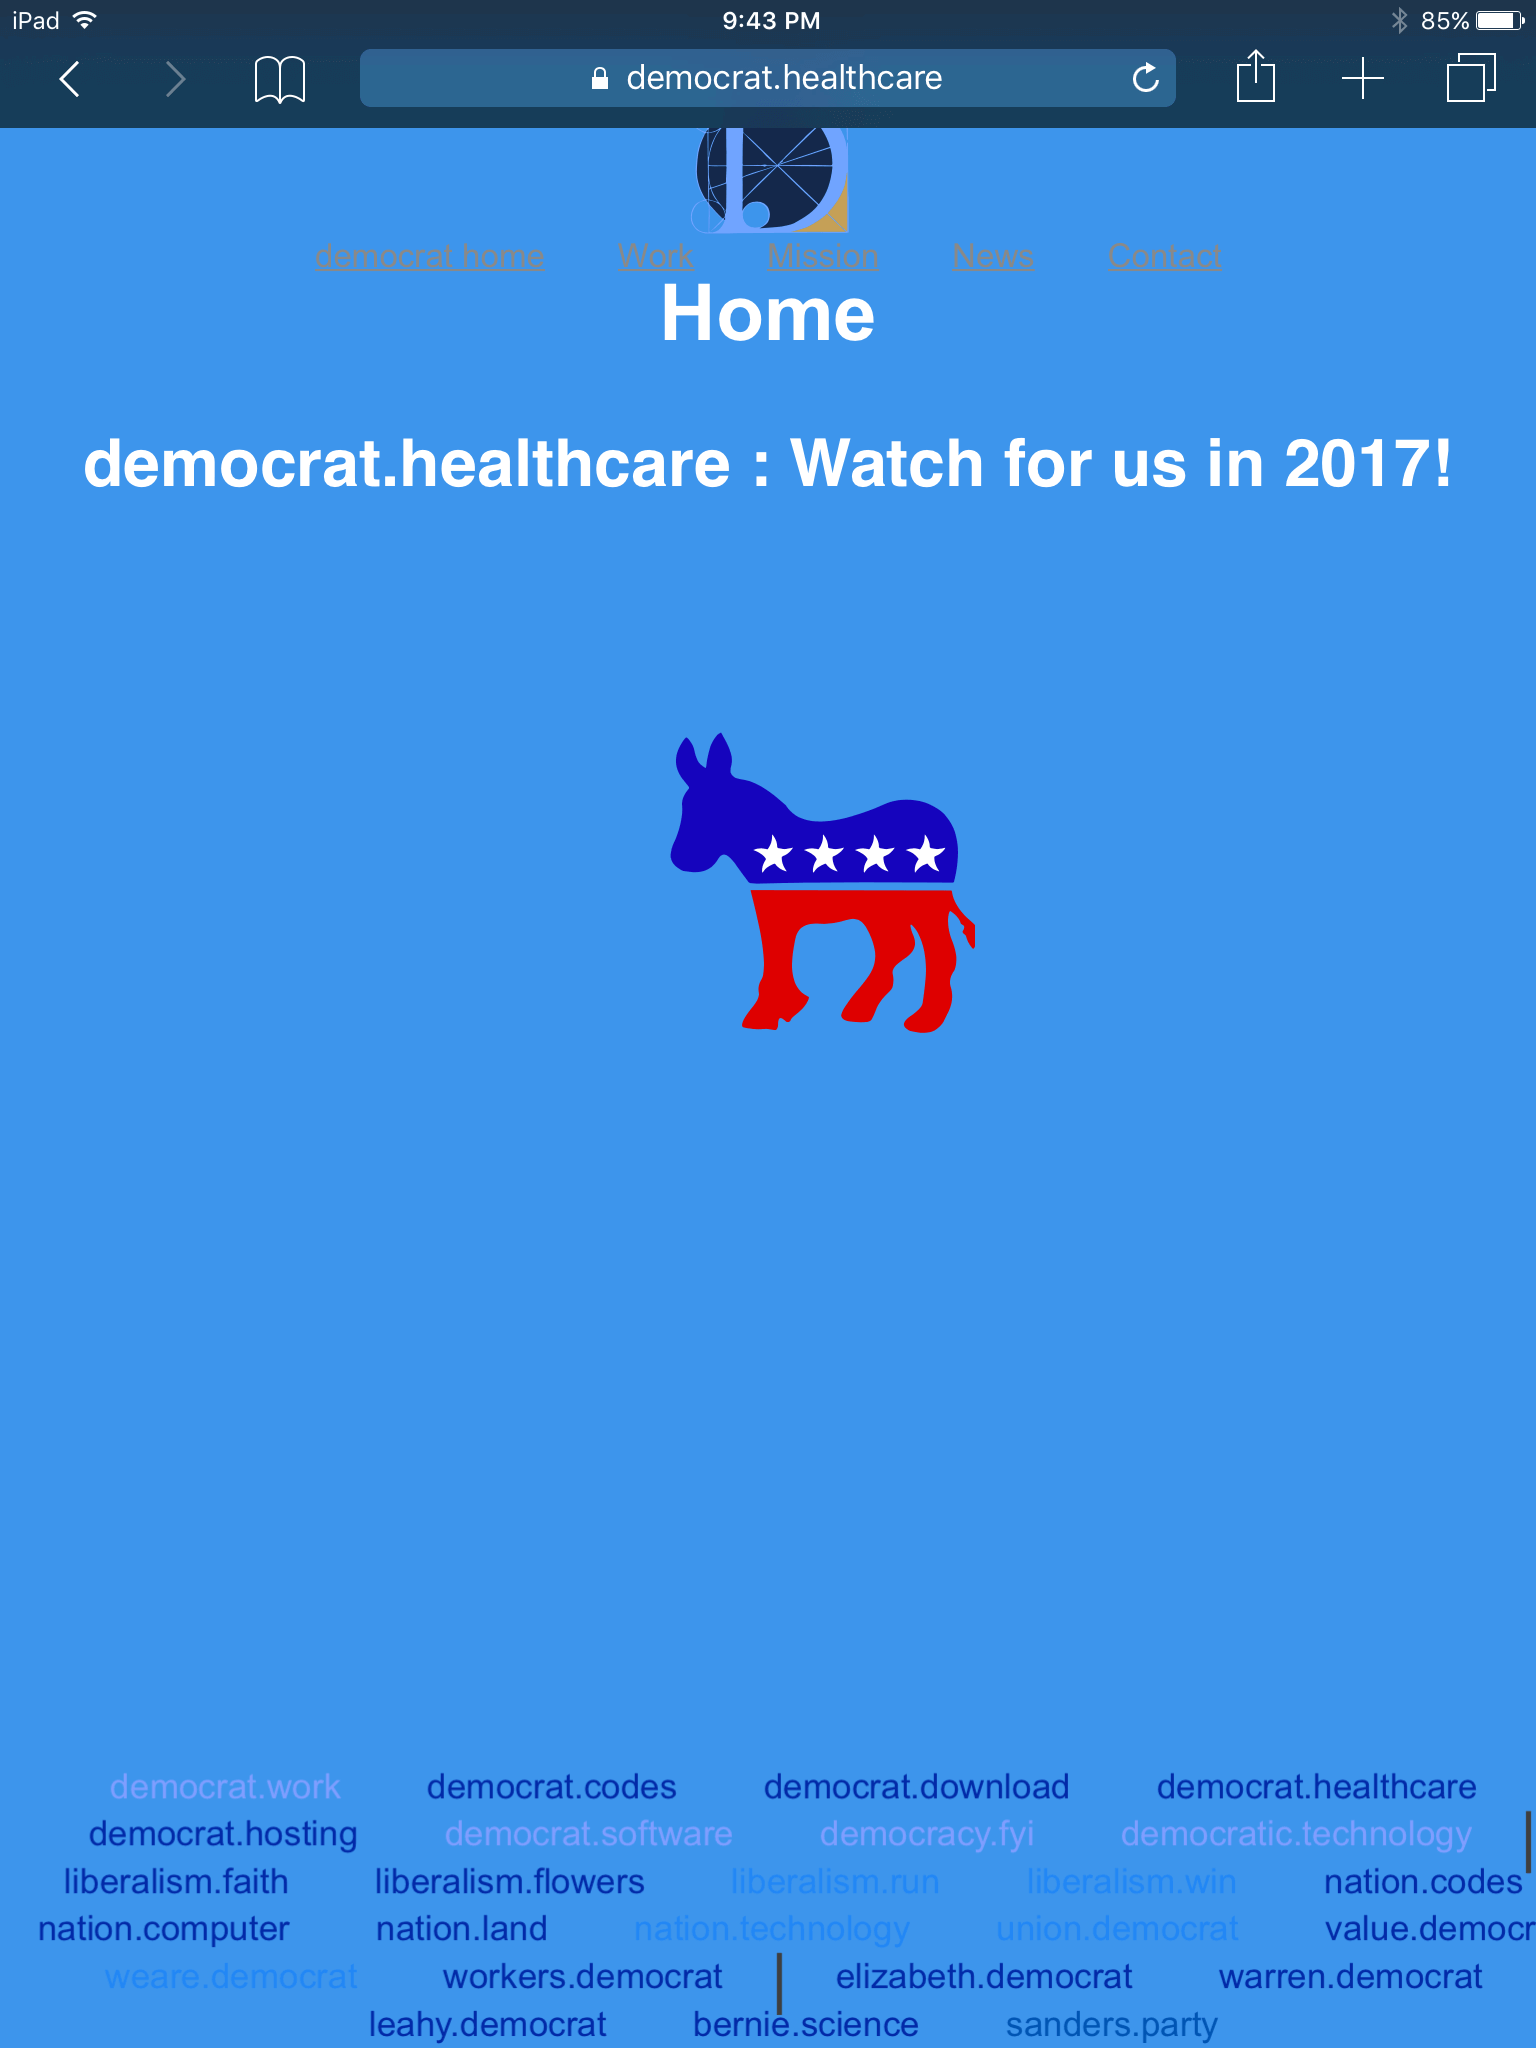 iPad 9:43 PM 85%
democrat.healthcare
democrat home Work Mission News Contact
Home
democrat.healthcare : Watch for us in 2017!
democrat.work democrat.codes democrat.download democrat.healthcare
democrat.hosting democrat.software democracy.fyi democratic.technology
liberalism.faith liberalism.flowers liberalism.run liberalism.win nation.codes
nation.computer nation.land nation.technology union.democrat value.democr
weare.democrat workers.democrat elizabeth.democrat warren.democrat
leahy.democrat bernie.science sanders.party